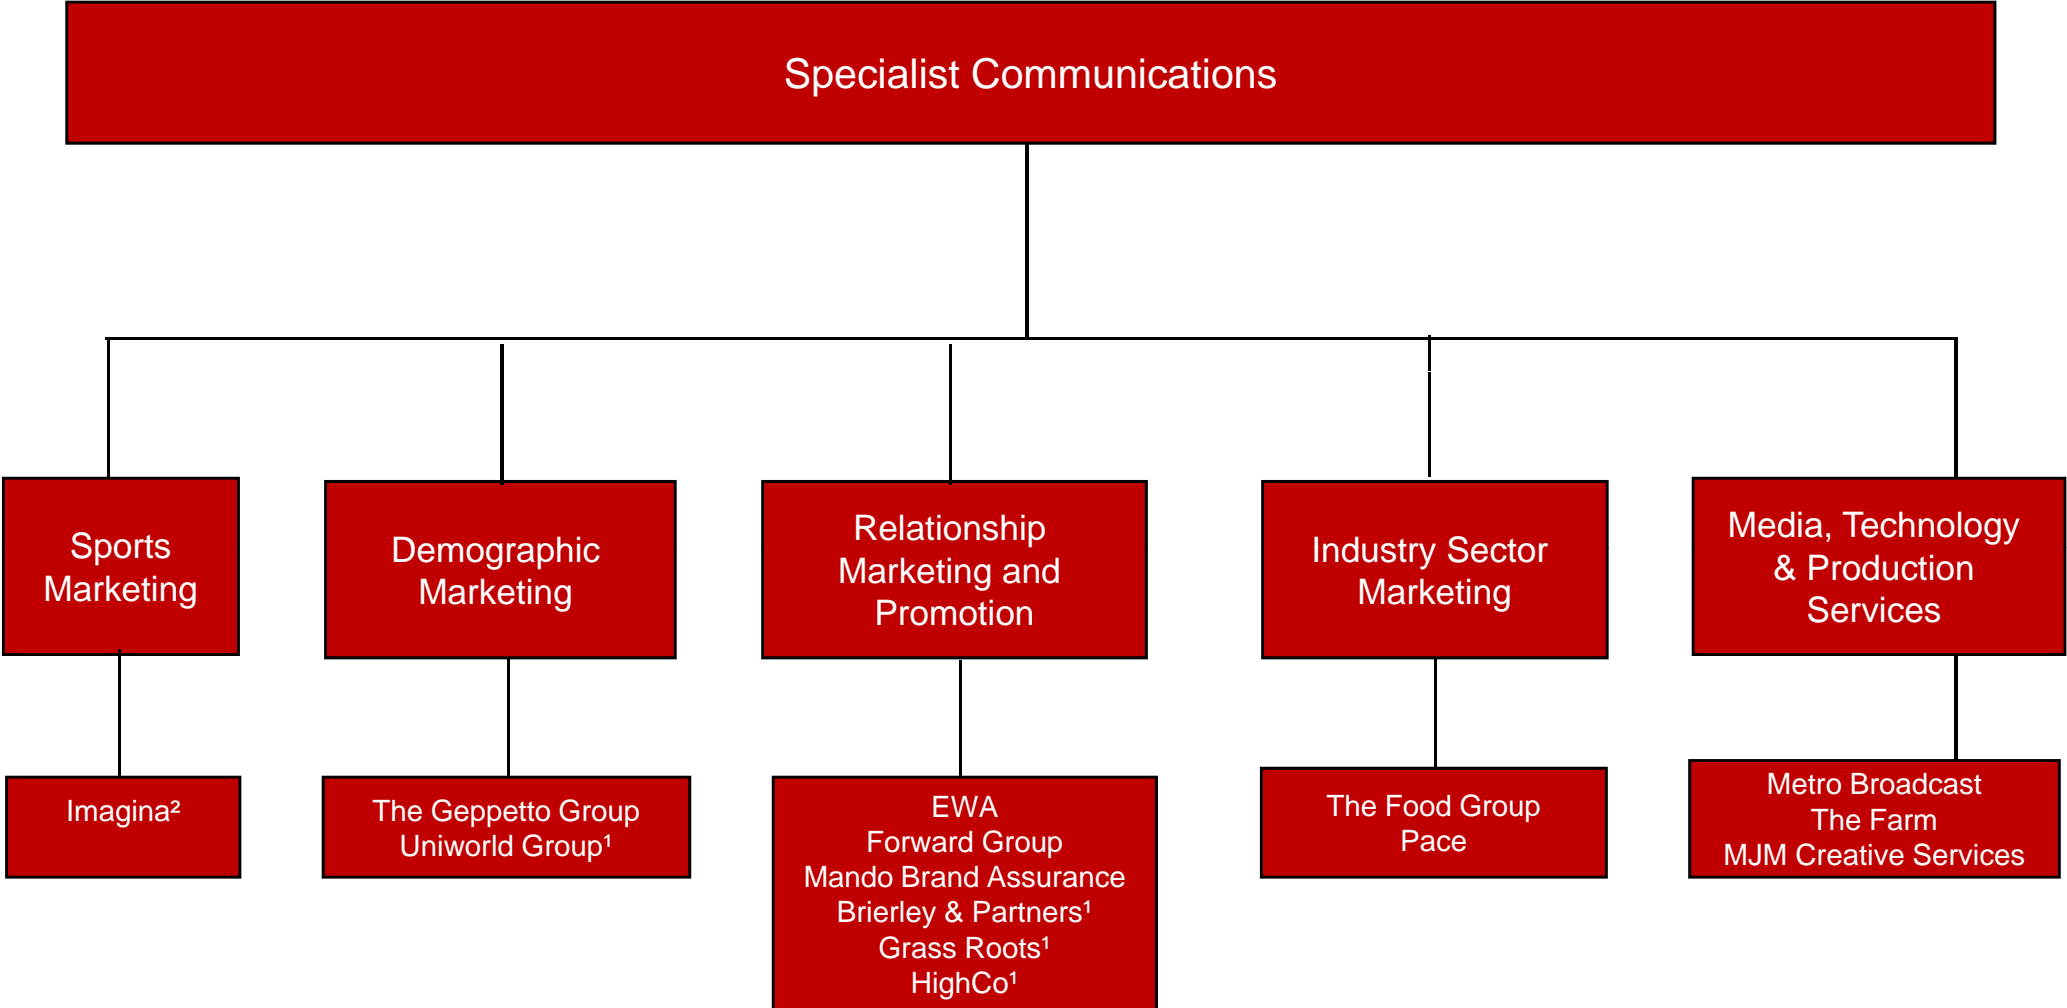 Specialist Communications
Sports
Marketing
Demographic
Marketing
Relationship
Marketing and
Promotion
Industry Sector
Marketing
Media, Technology
& Production
Services
Imagina²
The Geppetto Group
Uniworld Group¹
EWA
Forward Group
Mando Brand Assurance
Brierley & Partners¹
Grass Roots¹
HighCo¹
The Food Group
Pace
Metro Broadcast
The Farm
MJM Creative Services